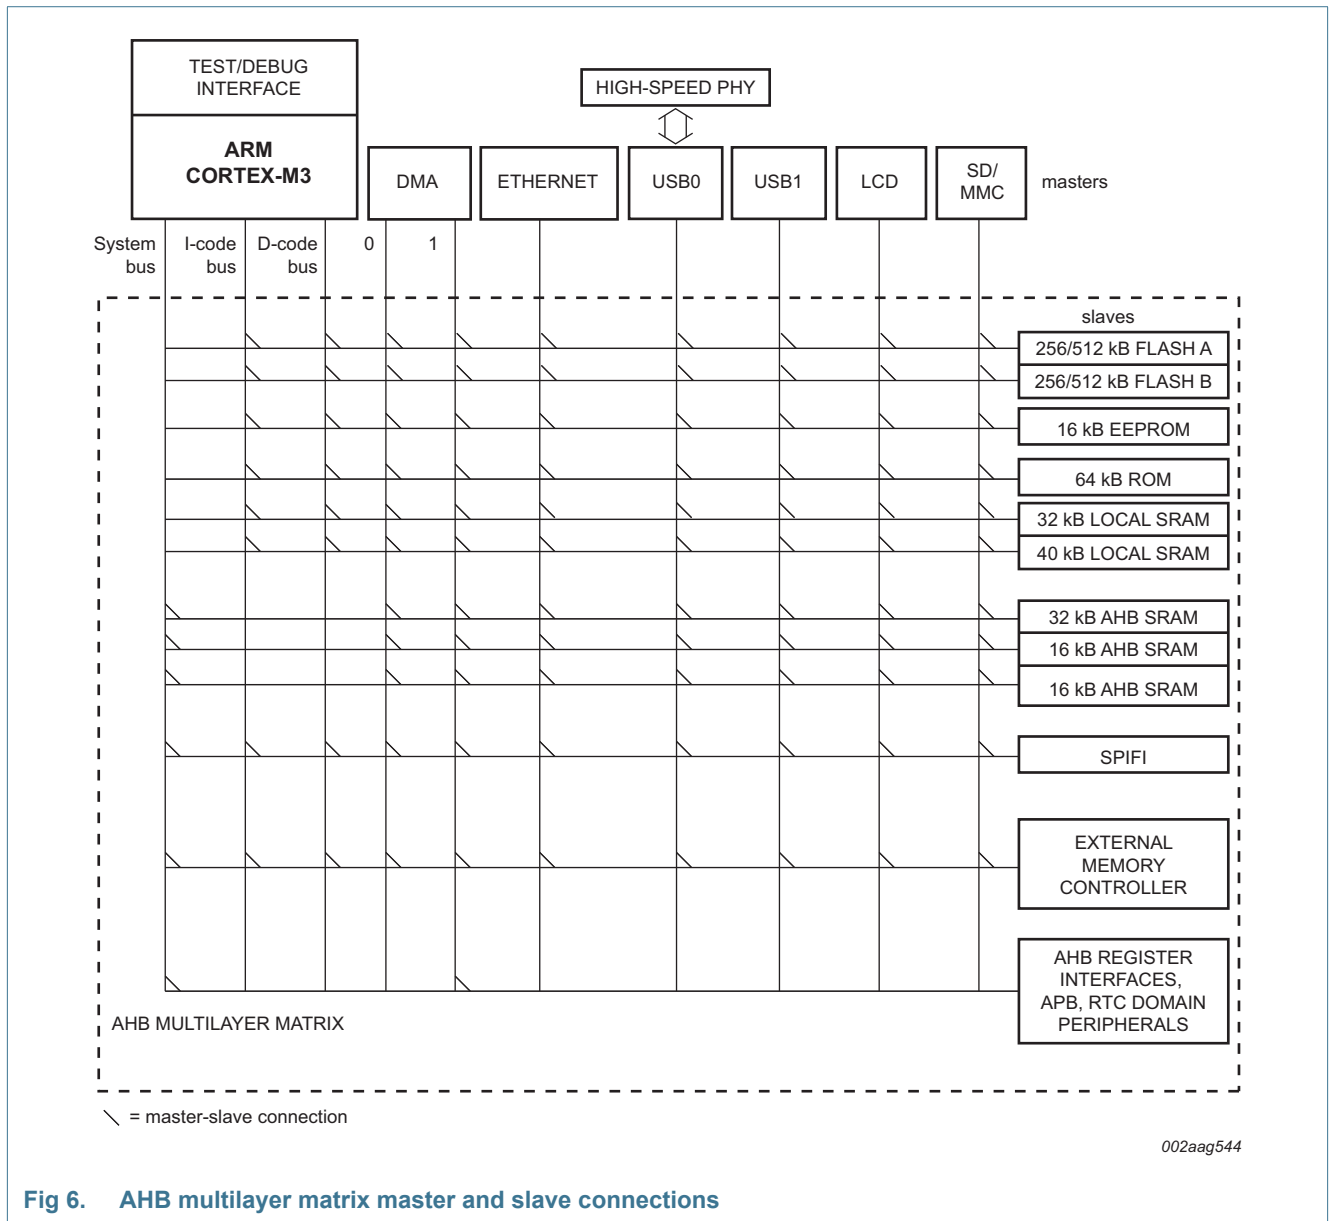 TEST/DEBUG
INTERFACE
ARM
CORTEX-M3
HIGH-SPEED PHY
DMA
ETHERNET
USB0
USB1
LCD
SD/
MMC
masters
System
bus
I-code
bus
D-code
bus
0
1
slaves
256/512 kB FLASH A
256/512 kB FLASH B
16 kB EEPROM
64 kB ROM
32 kB LOCAL SRAM
40 kB LOCAL SRAM
32 kB AHB SRAM
16 kB AHB SRAM
16 kB AHB SRAM
SPIFI
EXTERNAL
MEMORY
CONTROLLER
AHB REGISTER
INTERFACES,
APB, RTC DOMAIN
PERIPHERALS
AHB MULTILAYER MATRIX
= master-slave connection
002aag544
Fig 6. AHB multilayer matrix master and slave connections